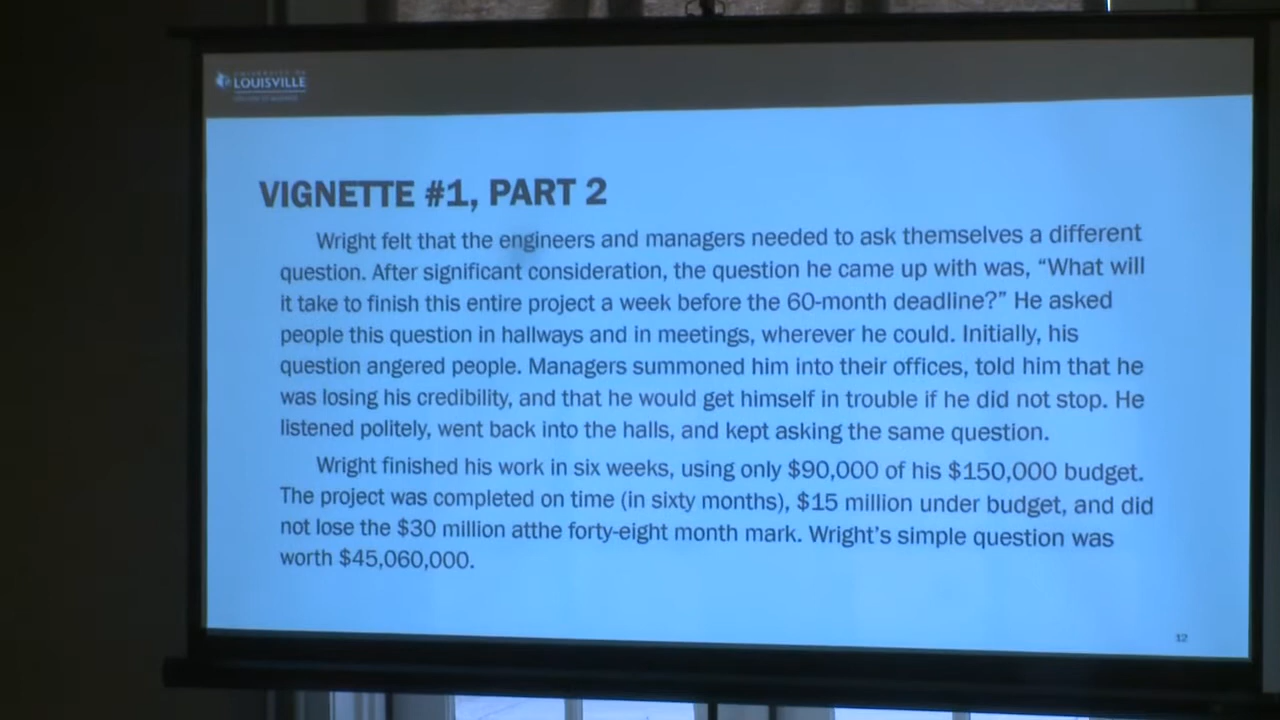 LOUISVILLE
VIGNETTE #1, PART 2
Wright felt that the engineers and managers needed to ask themselves a different
question. After significant consideration, the question he came up with was, “What will
it take to finish this entire project a week before the 60-month deadline?” He asked
people this question in hallways and in meetings, wherever he could. Initially, his
question angered people. Managers summoned him into their offices, told him that he
was losing his credibility, and that he would get himself in trouble if he did not stop. He
listened politely, went back into the halls, and kept asking the same question.
Wright finished his work in six weeks, using only $90,000 of his $150,000 budget.
The project was completed on time (in sixty months), $15 million under budget, and did
not lose the $30 million atthe forty-eight month mark. Wright’s simple question was
worth $45,060,000.
12